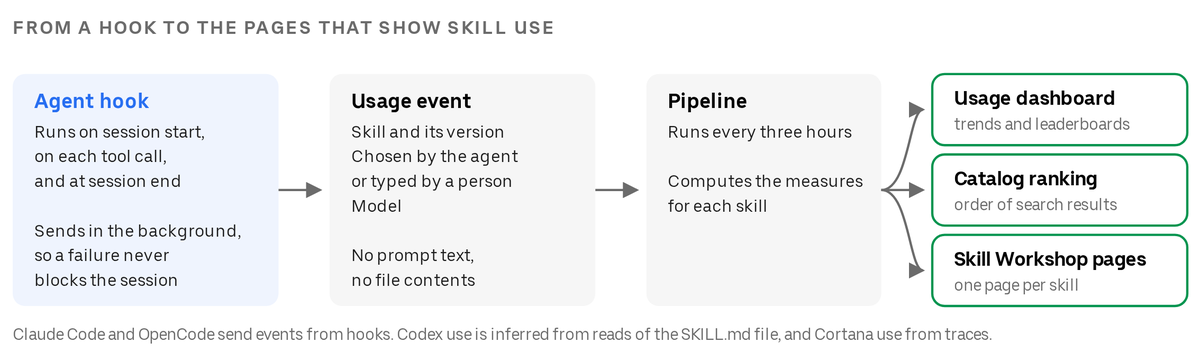 FROM A HOOK TO THE PAGES THAT SHOW SKILL USE
Agent hook
Runs on session start,
on each tool call,
and at session end
Sends in the background,
so a failure never
blocks the session
Usage event
Skill and its version
Chosen by the agent
or typed by a person
Model
No prompt text,
no file contents
Pipeline
Runs every three hours
Computes the measures
for each skill
Usage dashboard
trends and leaderboards
Catalog ranking
order of search results
Skill Workshop pages
one page per skill
Claude Code and OpenCode send events from hooks. Codex use is inferred from reads of the SKILL.md file, and Cortana use from traces.